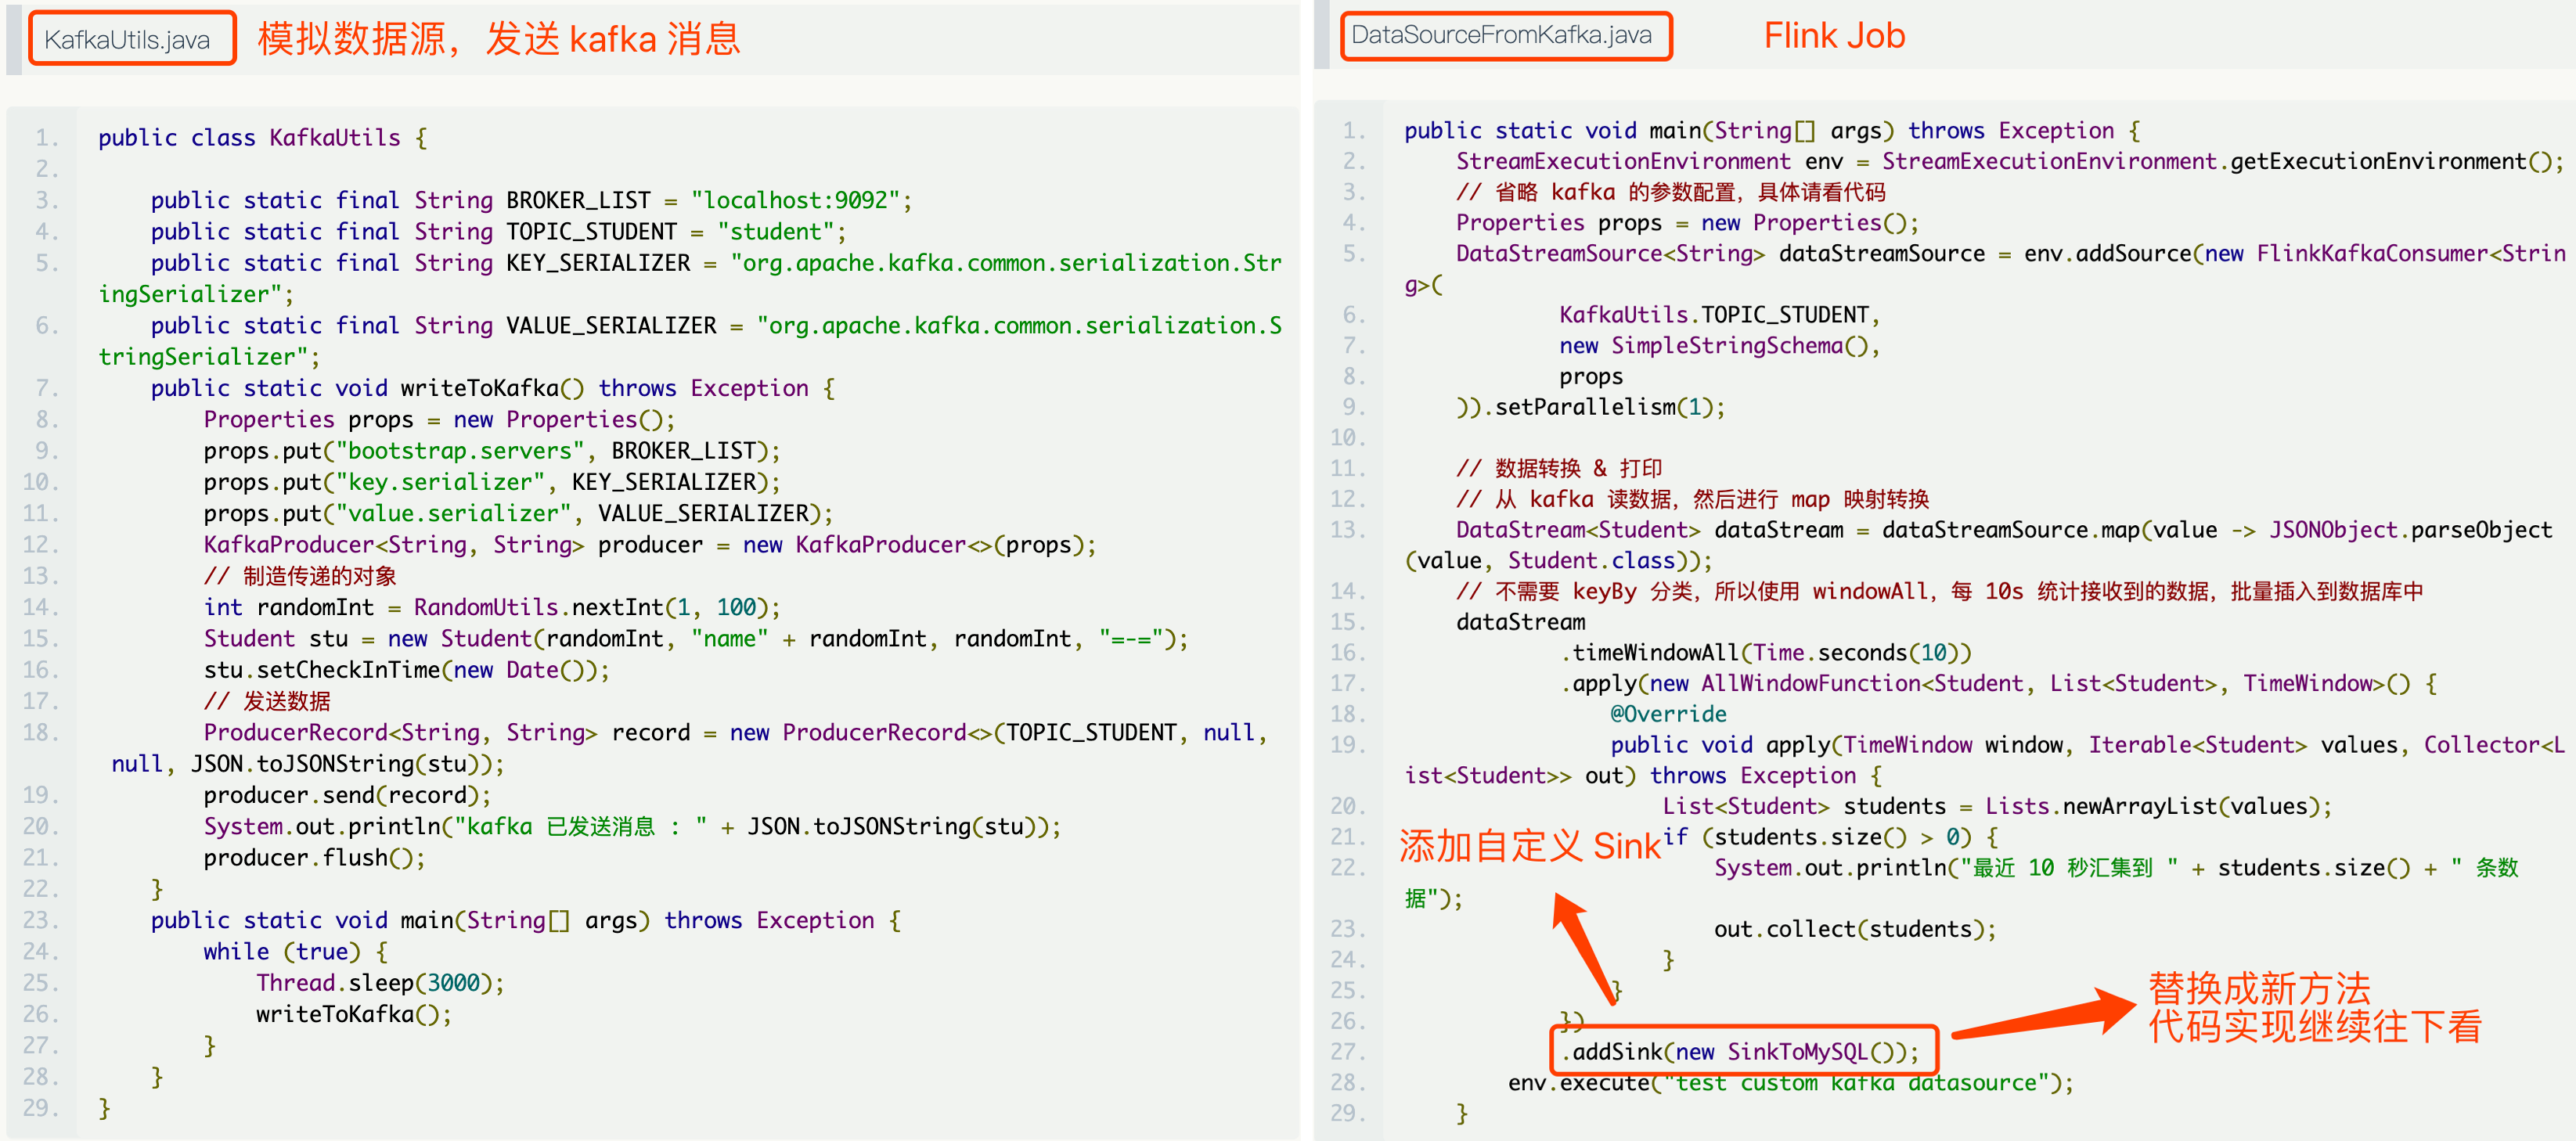 KafkaUtils.java
模拟数据源，发送 kafka 消息
1. public class KafkaUtils {
2.
3. public static final String BROKER_LIST = "localhost:9092";
4. public static final String TOPIC_STUDENT = "student";
5. public static final String KEY_SERIALIZER = "org.apache.kafka.common.serialization.Str
ingSerializer";
6. public static final String VALUE_SERIALIZER = "org.apache.kafka.common.serialization.S
tringSerializer";
7. public static void writeToKafka() throws Exception {
8. Properties props = new Properties();
9. props.put("bootstrap.servers", BROKER_LIST);
10. props.put("key.serializer", KEY_SERIALIZER);
11. props.put("value.serializer", VALUE_SERIALIZER);
12. KafkaProducer<String, String> producer = new KafkaProducer<>(props);
13. // 制造传递的对象
14. int randomInt = RandomUtils.nextInt(1, 100);
15. Student stu = new Student(randomInt, "name" + randomInt, randomInt, "=-=");
16. stu.setCheckInTime(new Date());
17. // 发送数据
18. ProducerRecord<String, String> record = new ProducerRecord<>(TOPIC_STUDENT, null,
null, JSON.toJSONString(stu));
19. producer.send(record);
20. System.out.println("kafka 已发送消息 : " + JSON.toJSONString(stu));
21. producer.flush();
22. }
23. public static void main(String[] args) throws Exception {
24. while (true) {
25. Thread.sleep(3000);
26. writeToKafka();
27. }
28. }
29. }
DataSourceFromKafka.java
Flink Job
1. public static void main(String[] args) throws Exception {
2. StreamExecutionEnvironment env = StreamExecutionEnvironment.getExecutionEnvironment();
3. // 省略 kafka 的参数配置，具体请看代码
4. Properties props = new Properties();
5. DataStreamSource<String> dataStreamSource = env.addSource(new FlinkKafkaConsumer<Strin
g>(
6. KafkaUtils.TOPIC_STUDENT,
7. new SimpleStringSchema(),
8. props
9. )).setParallelism(1);
10.
11. // 数据转换 & 打印
12. // 从 kafka 读数据，然后进行 map 映射转换
13. DataStream<Student> dataStream = dataStreamSource.map(value -> JSONObject.parseObject
(value, Student.class));
14. // 不需要 keyBy 分类，所以使用 windowAll，每 10s 统计接收到的数据，批量插入到数据库中
15. dataStream
16. .timeWindowAll(Time.seconds(10))
17. .apply(new AllWindowFunction<Student, List<Student>, TimeWindow>() {
18. @Override
19. public void apply(TimeWindow window, Iterable<Student> values, Collector<L
ist<Student>> out) throws Exception {
20. List<Student> students = Lists.newArrayList(values);
21. if (students.size() > 0) {
22. System.out.println("最近 10 秒汇集到 " + students.size() + " 条数
据");
23. out.collect(students);
24. }
25. }
26. })
27. .addSink(new SinkToMySQL());
28. env.execute("test custom kafka datasource");
29. }
添加自定义 Sink
替换成新方法
代码实现继续往下看